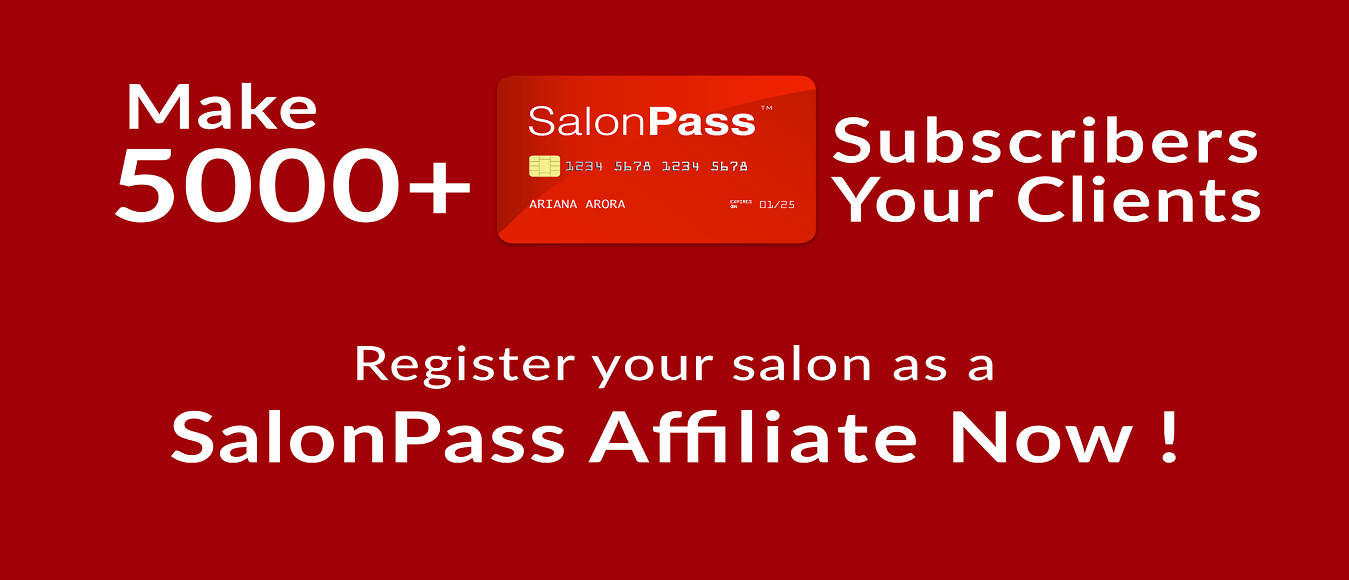 Make
5000+
SalonPass™
1234 5678 1234 5678
ARIANA ARORA
EXPIRES
ON
01/25
Subscribers
Your Clients
Register your salon as a
SalonPass Affiliate Now !